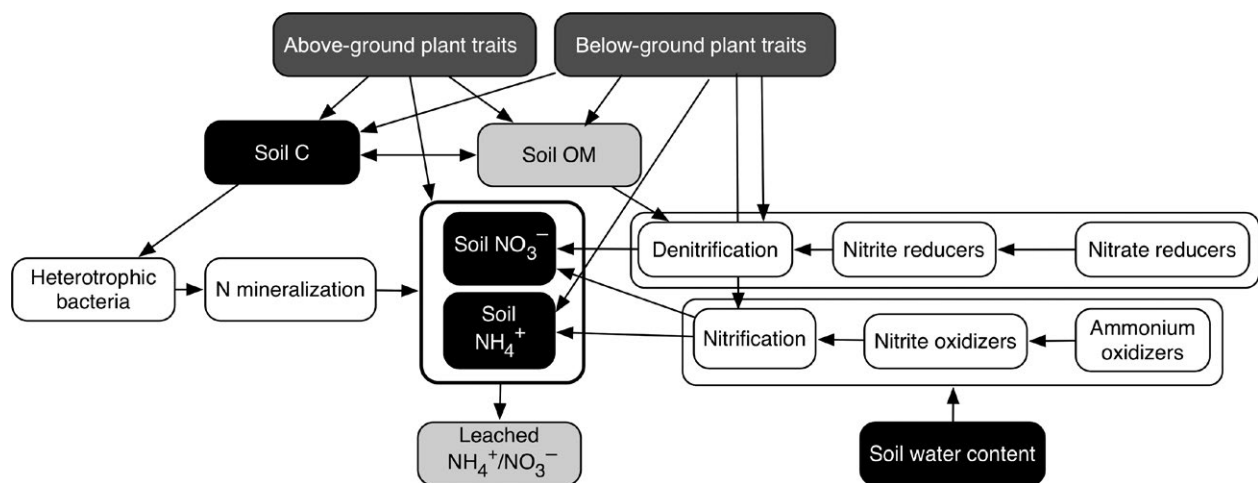 Above-ground plant traits
Below-ground plant traits
Soil C
Soil OM
Soil NO₃⁻
Denitrification
Nitrite reducers
Nitrate reducers
Heterotrophic
bacteria
N mineralization
Soil
NH₄⁺
Nitrification
Nitrite oxidizers
Ammonium
oxidizers
Leached
NH₄⁺/NO₃⁻
Soil water content